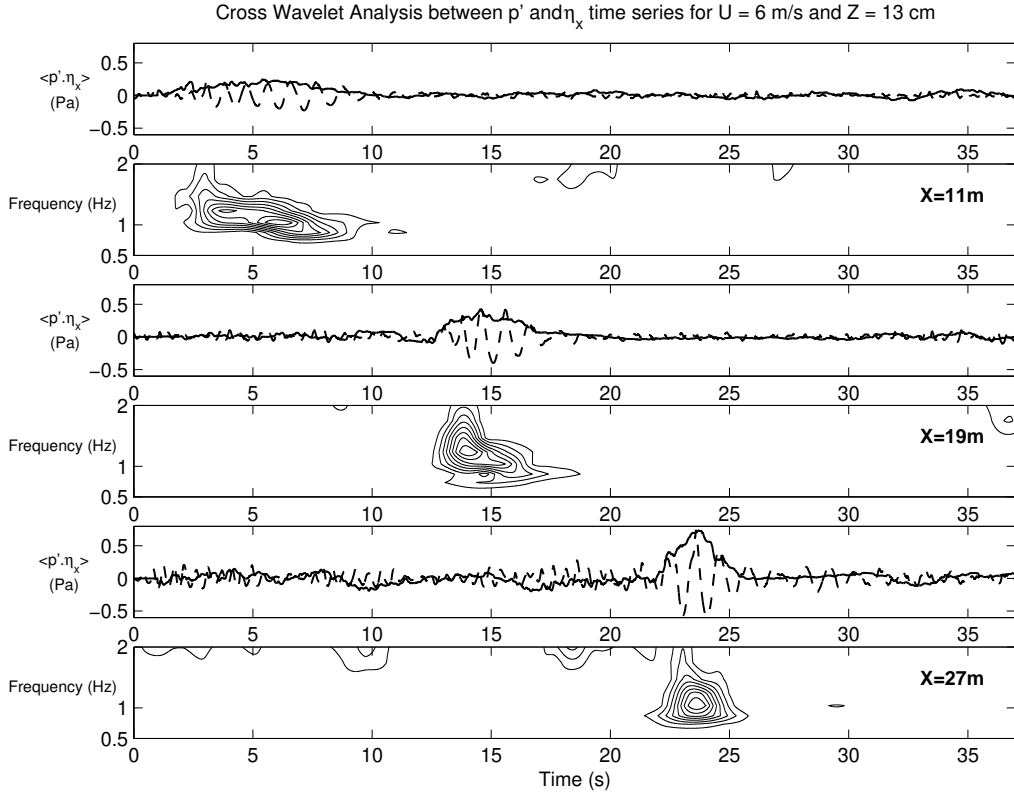 Cross Wavelet Analysis between p' and η_x time series for U = 6 m/s and Z = 13 cm
<p'.η_x>
(Pa)
0.5
0
−0.5
0 5 10 15 20 25 30 35
Frequency (Hz)
2
1
0.5
X=11m
0 5 10 15 20 25 30 35
<p'.η_x>
(Pa)
0.5
0
−0.5
0 5 10 15 20 25 30 35
Frequency (Hz)
2
1
0.5
X=19m
0 5 10 15 20 25 30 35
<p'.η_x>
(Pa)
0.5
0
−0.5
0 5 10 15 20 25 30 35
Frequency (Hz)
2
1
0.5
X=27m
0 5 10 15 20 25 30 35
Time (s)